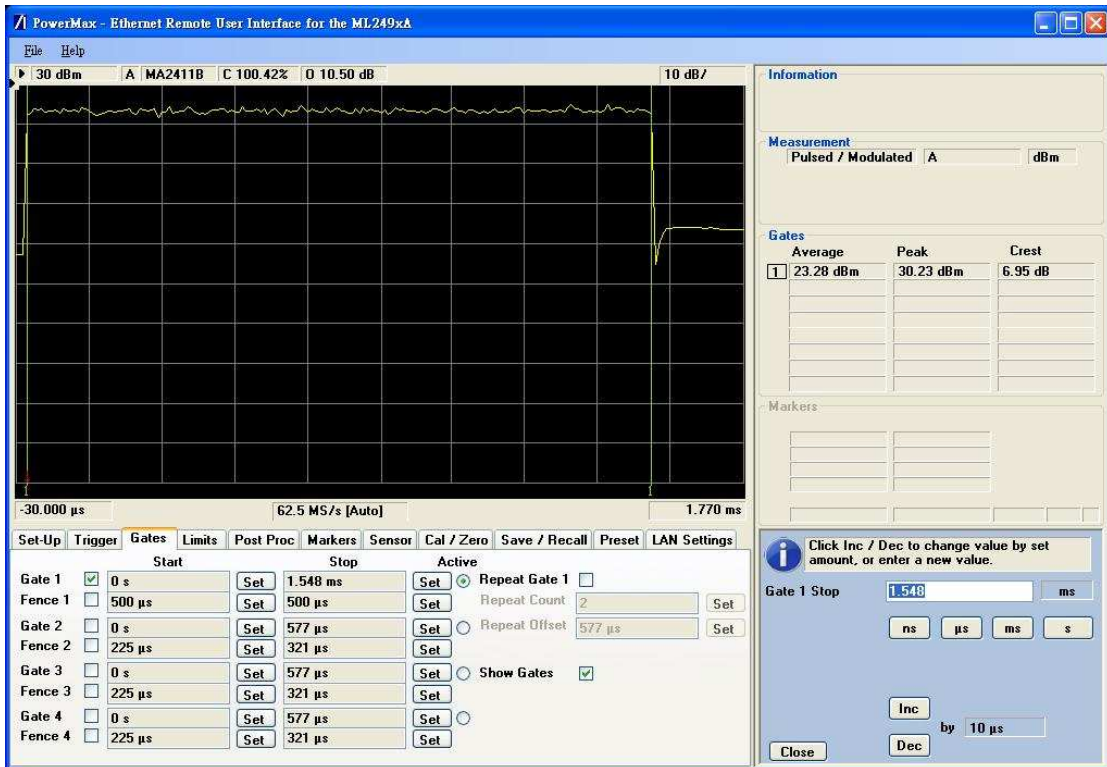 PowerMax - Ethernet Remote User Interface for the ML249xA
File Help
30 dBm A MA2411B C 100.42% O 10.50 dB 10 dB/
1 1
-30.000 µs 62.5 MS/s [Auto] 1.770 ms
Set-Up Trigger Gates Limits Post Proc Markers Sensor Cal / Zero Save / Recall Preset LAN Settings
Start Stop Active
Gate 1 0 s Set 1.548 ms Set Repeat Gate 1
Fence 1 500 µs Set 500 µs Set Repeat Count 2 Set
Gate 2 0 s Set 577 µs Set Repeat Offset 577 µs Set
Fence 2 225 µs Set 321 µs Set
Gate 3 0 s Set 577 µs Set Show Gates
Fence 3 225 µs Set 321 µs Set
Gate 4 0 s Set 577 µs Set
Fence 4 225 µs Set 321 µs Set
Information
Measurement
Pulsed / Modulated A dBm
Gates
Average Peak Crest
1 23.28 dBm 30.23 dBm 6.95 dB
Markers
Click Inc / Dec to change value by set
amount, or enter a new value.
Gate 1 Stop 1.548 ms
ns µs ms s
Inc
by 10 µs
Close Dec